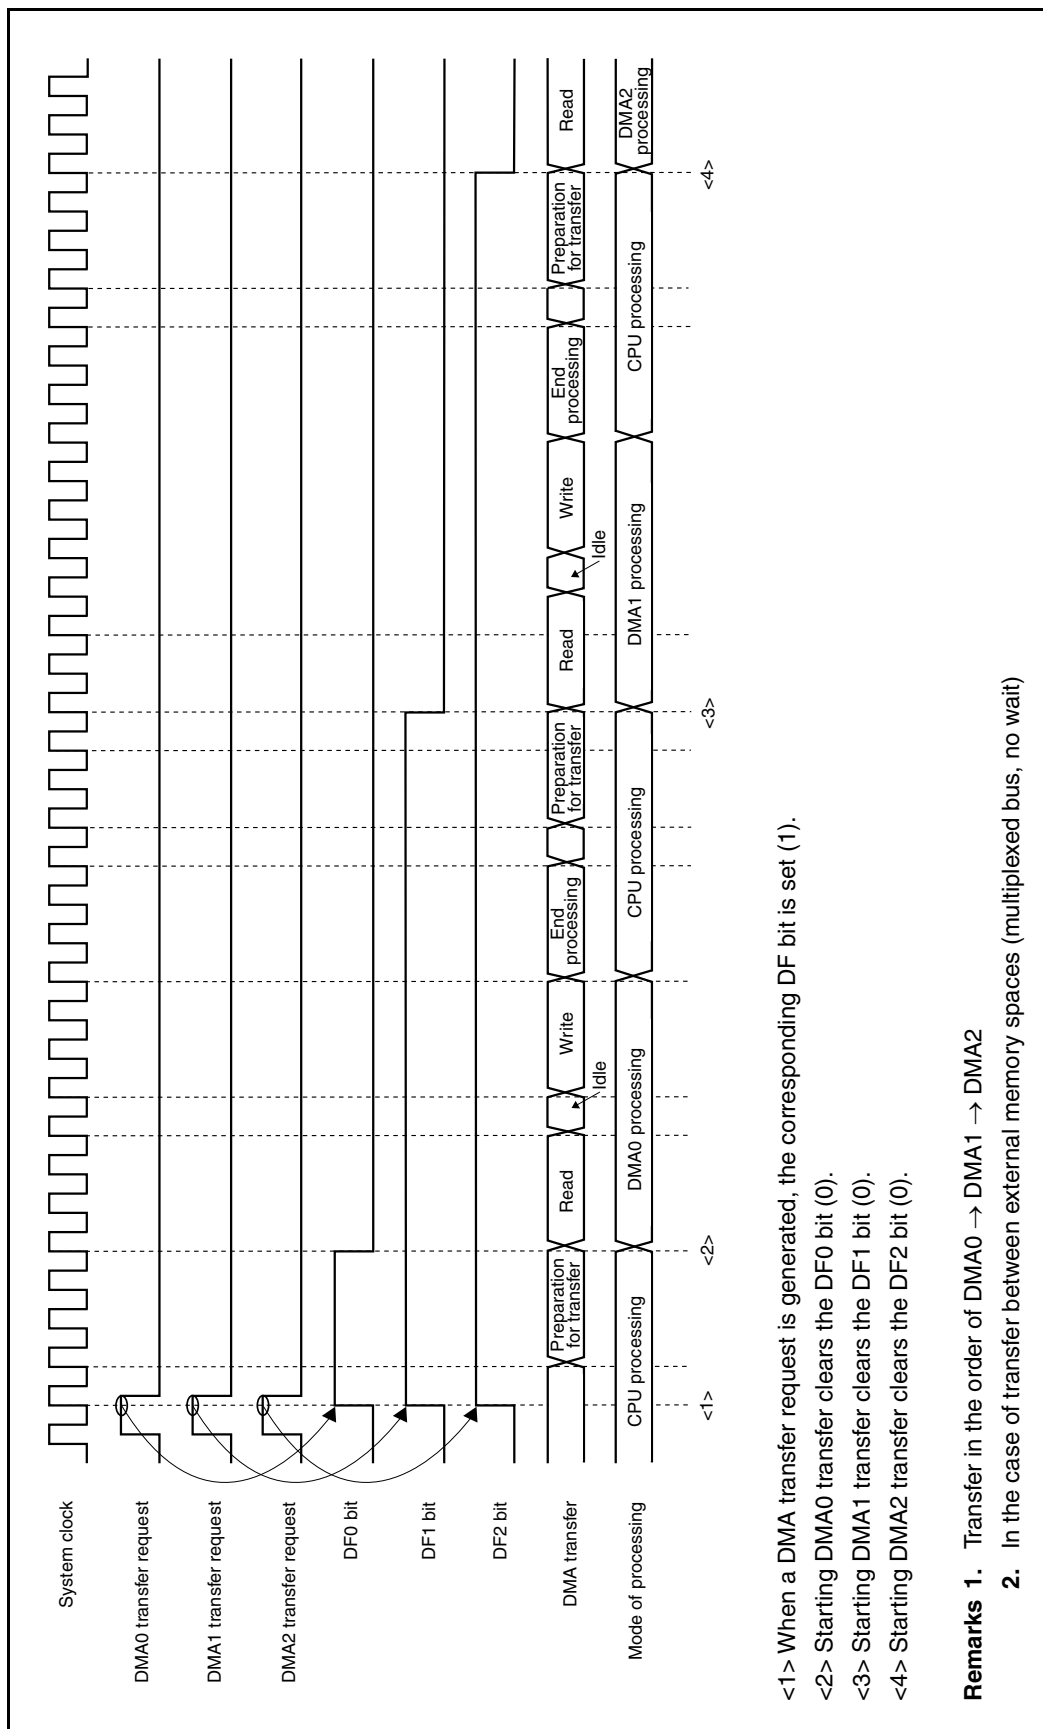 System clock
DMA0 transfer request
DMA1 transfer request
DMA2 transfer request
DF0 bit
DF1 bit
DF2 bit
DMA transfer
Preparation
for transfer
Read
Idle
Write
End
processing
Preparation
for transfer
Read
Idle
Write
End
processing
Preparation
for transfer
Read
Mode of processing
CPU processing
DMA0 processing
CPU processing
DMA1 processing
CPU processing
DMA2
processing
<1>
<2>
<3>
<4>
<1> When a DMA transfer request is generated, the corresponding DF bit is set (1).
<2> Starting DMA0 transfer clears the DF0 bit (0).
<3> Starting DMA1 transfer clears the DF1 bit (0).
<4> Starting DMA2 transfer clears the DF2 bit (0).
Remarks 1. Transfer in the order of DMA0 → DMA1 → DMA2
2. In the case of transfer between external memory spaces (multiplexed bus, no wait)